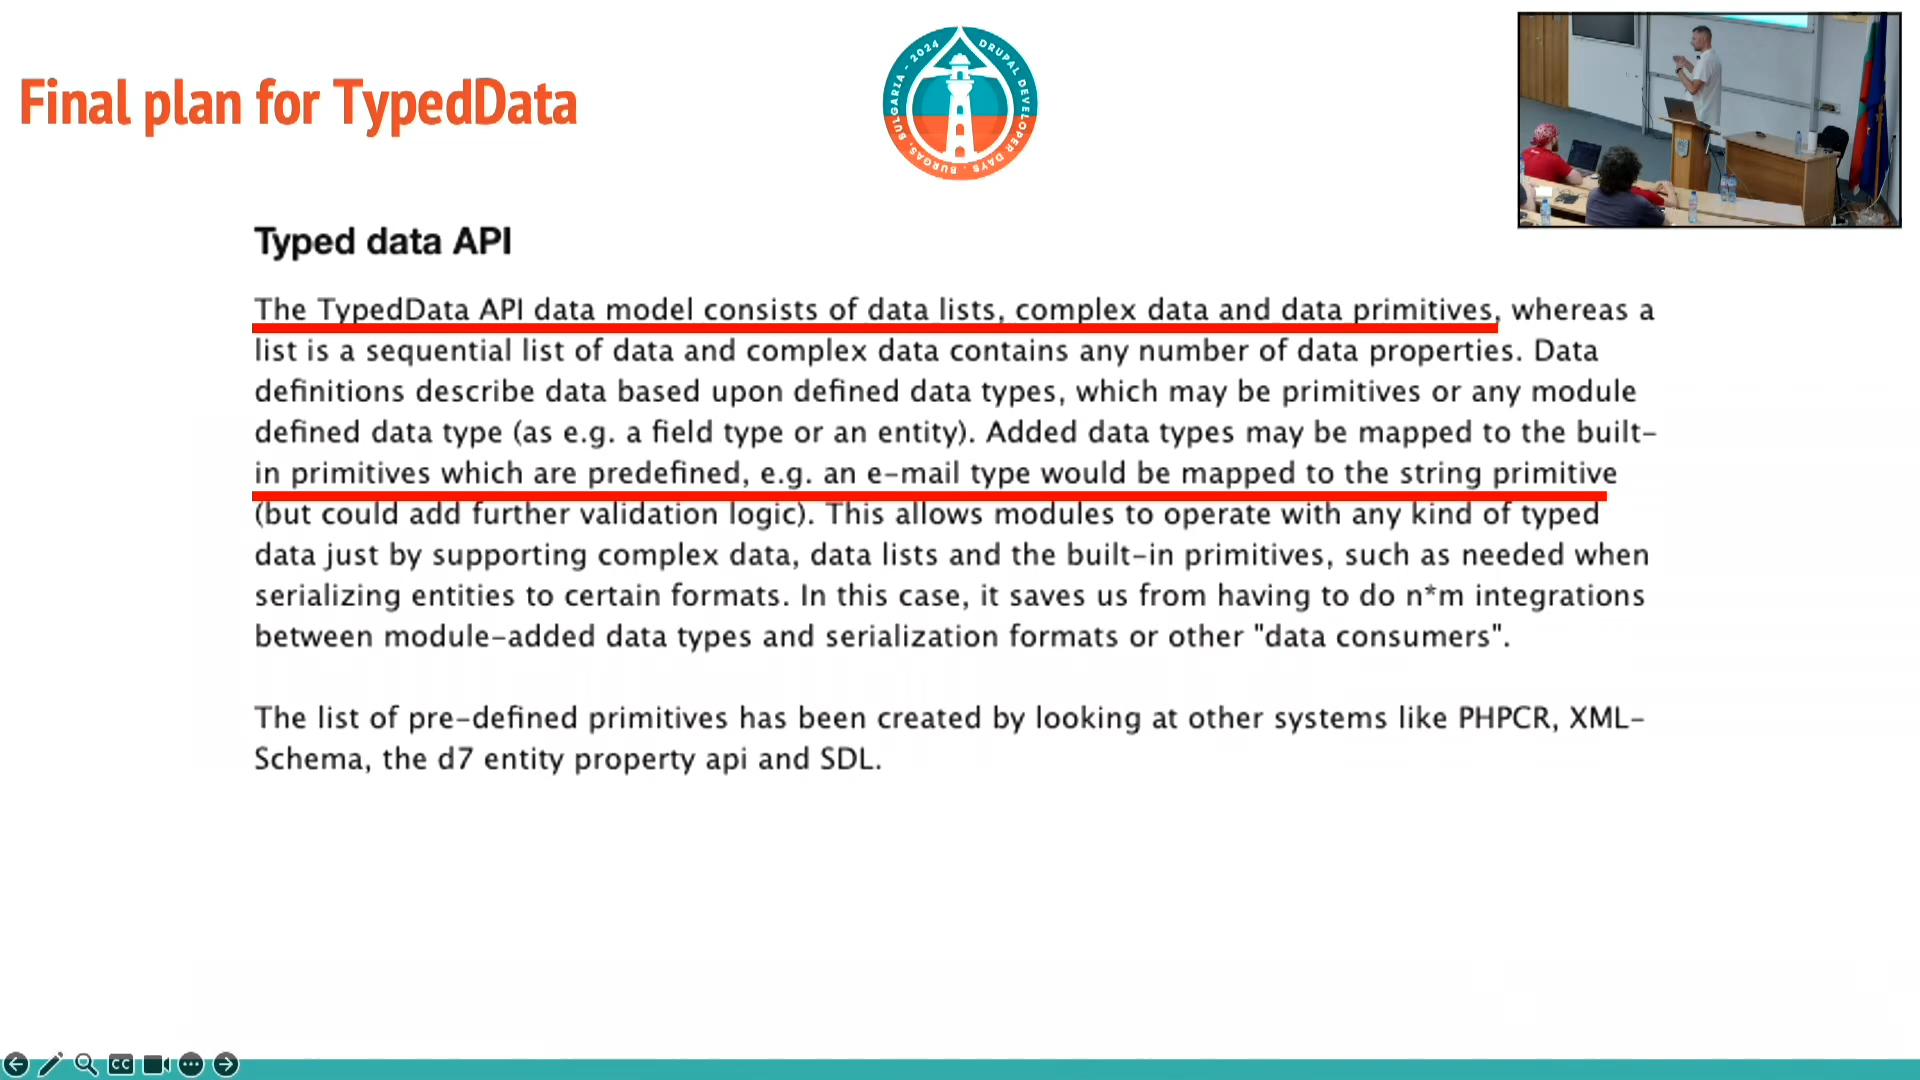 Final plan for TypedData
BULGARIA - 2024
DRUPAL DEVELOPER DAYS, BURGAS,
Typed data API
The TypedData API data model consists of data lists, complex data and data primitives, whereas a
list is a sequential list of data and complex data contains any number of data properties. Data
definitions describe data based upon defined data types, which may be primitives or any module
defined data type (as e.g. a field type or an entity). Added data types may be mapped to the built-
in primitives which are predefined, e.g. an e-mail type would be mapped to the string primitive
(but could add further validation logic). This allows modules to operate with any kind of typed
data just by supporting complex data, data lists and the built-in primitives, such as needed when
serializing entities to certain formats. In this case, it saves us from having to do n*m integrations
between module-added data types and serialization formats or other "data consumers".
The list of pre-defined primitives has been created by looking at other systems like PHPCR, XML-
Schema, the d7 entity property api and SDL.
CC